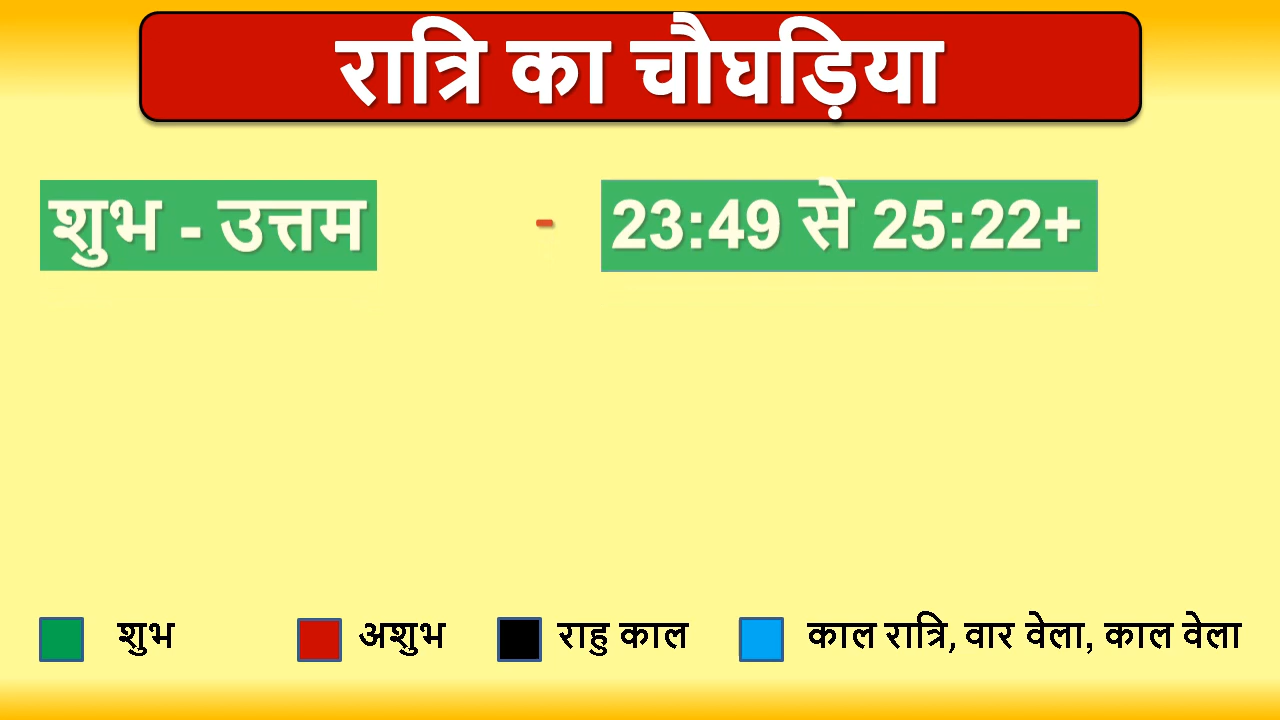 रात्रि का चौघड़िया
शुभ - उत्तम - 23:49 से 25:22+
शुभ अशुभ राहु काल काल रात्रि, वार वेला, काल वेला